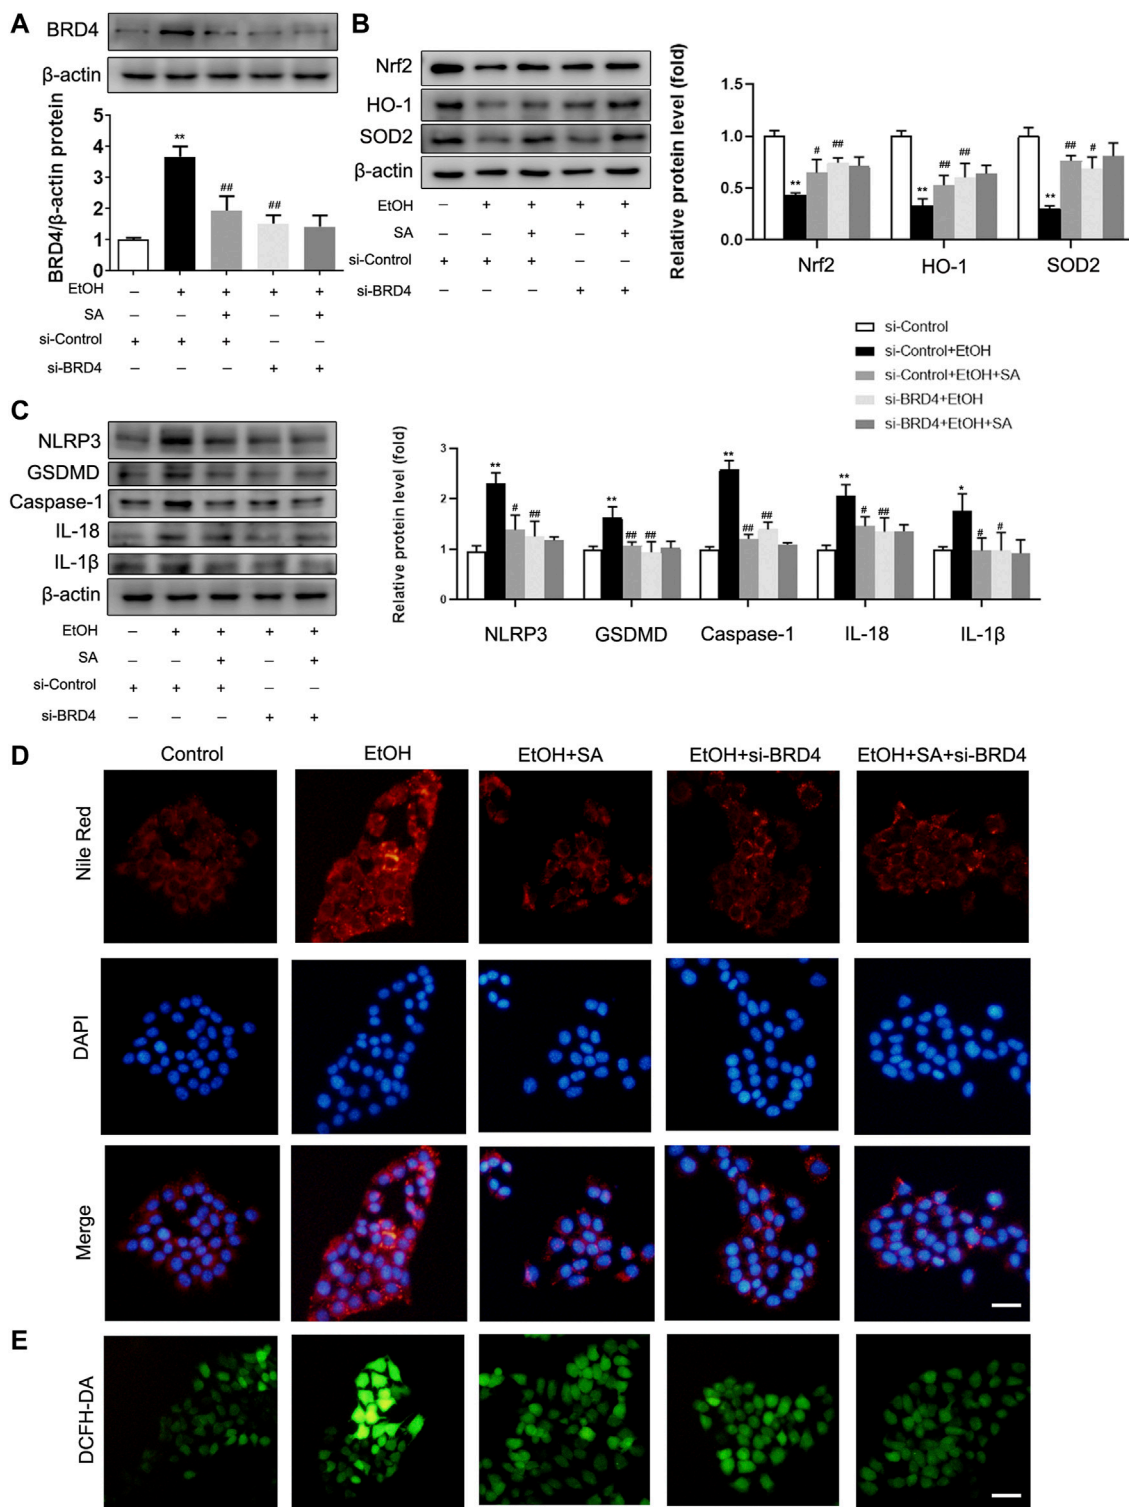 A
BRD4
β-actin
BRD4/β-actin protein
5
4
3
2
1
0
**
##
##
EtOH – + + + +
SA – – + – +
si-Control + + + – –
si-BRD4 – – – + +
B
Nrf2
HO-1
SOD2
β-actin
EtOH – + + + +
SA – – + – +
si-Control + + + – –
si-BRD4 – – – + +
Relative protein level (fold)
1.5
1.0
0.5
0.0
** # ##
** ## ##
** ## #
Nrf2 HO-1 SOD2
si-Control
si-Control+EtOH
si-Control+EtOH+SA
si-BRD4+EtOH
si-BRD4+EtOH+SA
C
NLRP3
GSDMD
Caspase-1
IL-18
IL-1β
β-actin
EtOH – + + + +
SA – – + – +
si-Control + + + – –
si-BRD4 – – – + +
Relative protein level (fold)
3
2
1
0
** # ##
** ## ##
** ## ##
** # ##
* # #
NLRP3 GSDMD Caspase-1 IL-18 IL-1β
D
Control EtOH EtOH+SA EtOH+si-BRD4 EtOH+SA+si-BRD4
Nile Red
DAPI
Merge
E
DCFH-DA